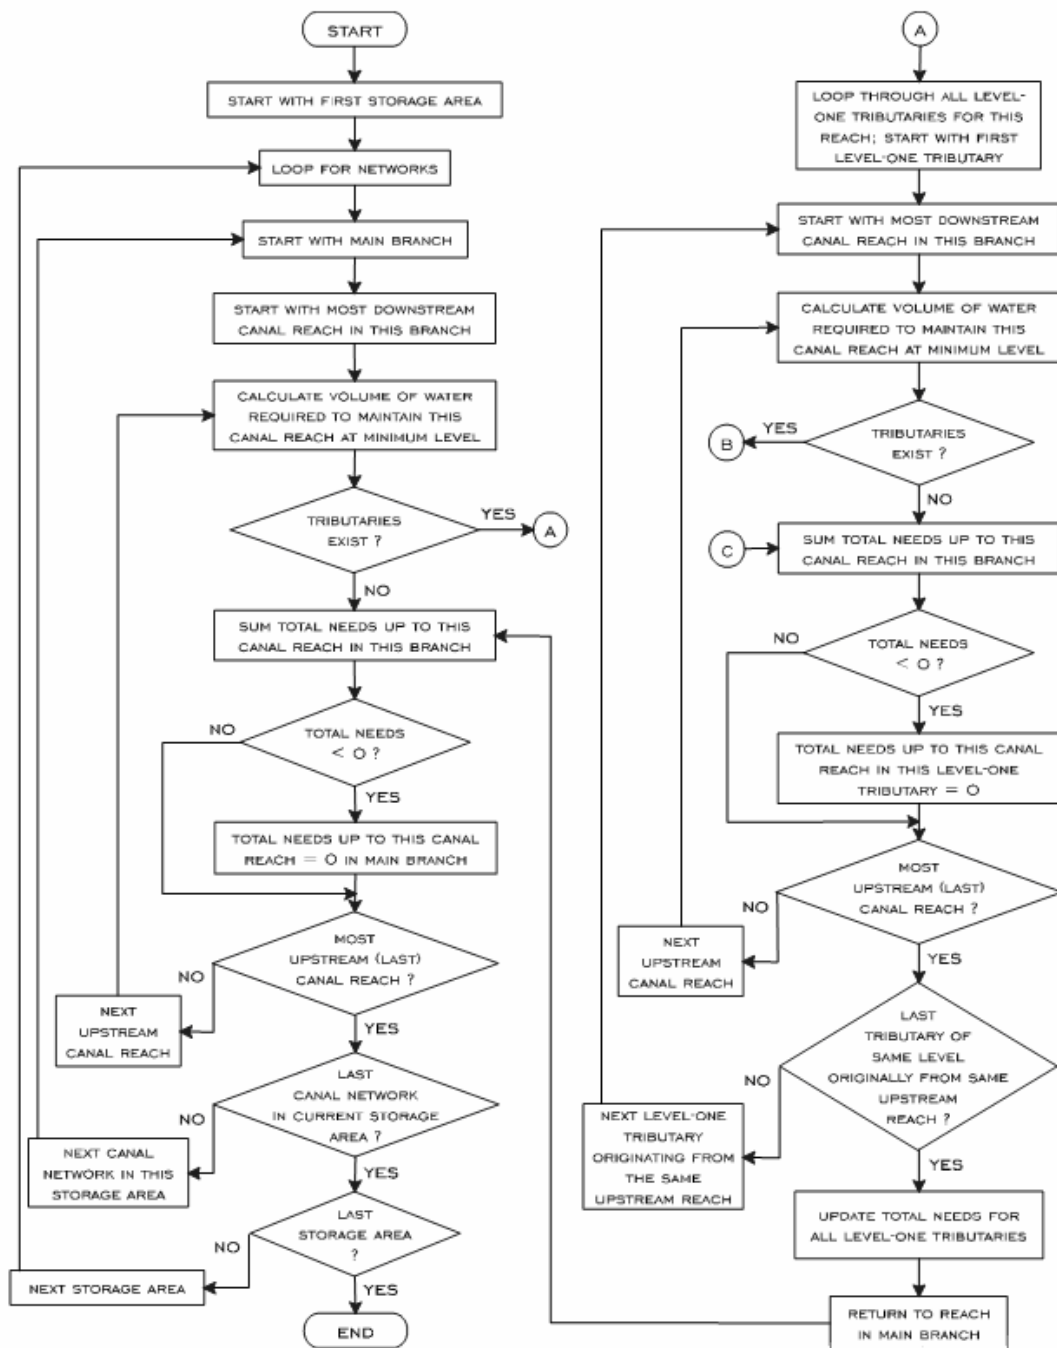 START
START WITH FIRST STORAGE AREA
LOOP FOR NETWORKS
START WITH MAIN BRANCH
START WITH MOST DOWNSTREAM
CANAL REACH IN THIS BRANCH
CALCULATE VOLUME OF WATER
REQUIRED TO MAINTAIN THIS
CANAL REACH AT MINIMUM LEVEL
TRIBUTARIES
EXIST ?
YES
A
NO
SUM TOTAL NEEDS UP TO THIS
CANAL REACH IN THIS BRANCH
TOTAL NEEDS
< 0 ?
NO
YES
TOTAL NEEDS UP TO THIS CANAL
REACH = 0 IN MAIN BRANCH
MOST
UPSTREAM (LAST)
CANAL REACH ?
NO
NEXT
UPSTREAM
CANAL REACH
YES
LAST
CANAL NETWORK
IN CURRENT STORAGE
AREA ?
NO
NEXT CANAL
NETWORK IN THIS
STORAGE AREA
YES
LAST
STORAGE AREA
?
NO
NEXT STORAGE AREA
YES
END
A
LOOP THROUGH ALL LEVEL-
ONE TRIBUTARIES FOR THIS
REACH; START WITH FIRST
LEVEL-ONE TRIBUTARY
START WITH MOST DOWNSTREAM
CANAL REACH IN THIS BRANCH
CALCULATE VOLUME OF WATER
REQUIRED TO MAINTAIN THIS
CANAL REACH AT MINIMUM LEVEL
TRIBUTARIES
EXIST ?
YES
B
NO
C
SUM TOTAL NEEDS UP TO THIS
CANAL REACH IN THIS BRANCH
TOTAL NEEDS
< 0 ?
NO
YES
TOTAL NEEDS UP TO THIS CANAL
REACH IN THIS LEVEL-ONE
TRIBUTARY = 0
MOST
UPSTREAM (LAST)
CANAL REACH ?
NO
NEXT
UPSTREAM
CANAL REACH
YES
LAST
TRIBUTARY OF
SAME LEVEL
ORIGINALLY FROM SAME
UPSTREAM
REACH ?
NO
NEXT LEVEL-ONE
TRIBUTARY
ORIGINATING FROM
THE SAME
UPSTREAM REACH
YES
UPDATE TOTAL NEEDS FOR
ALL LEVEL-ONE TRIBUTARIES
RETURN TO REACH
IN MAIN BRANCH